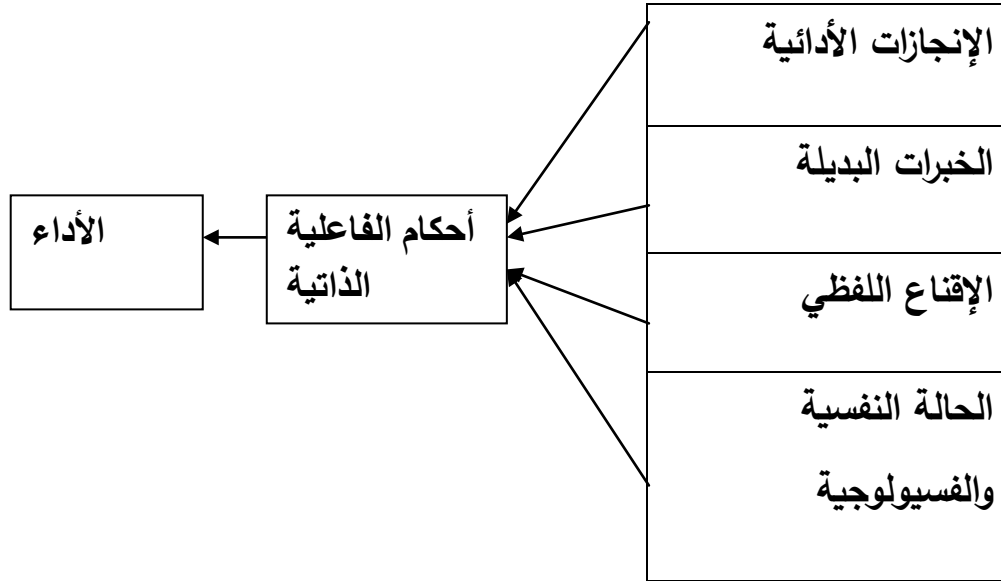 الإنجازات الأدائية
الخبرات البديلة
الإقناع اللفظي
الحالة النفسية
والفسيولوجية
أحكام الفاعلية
الذاتية
الأداء